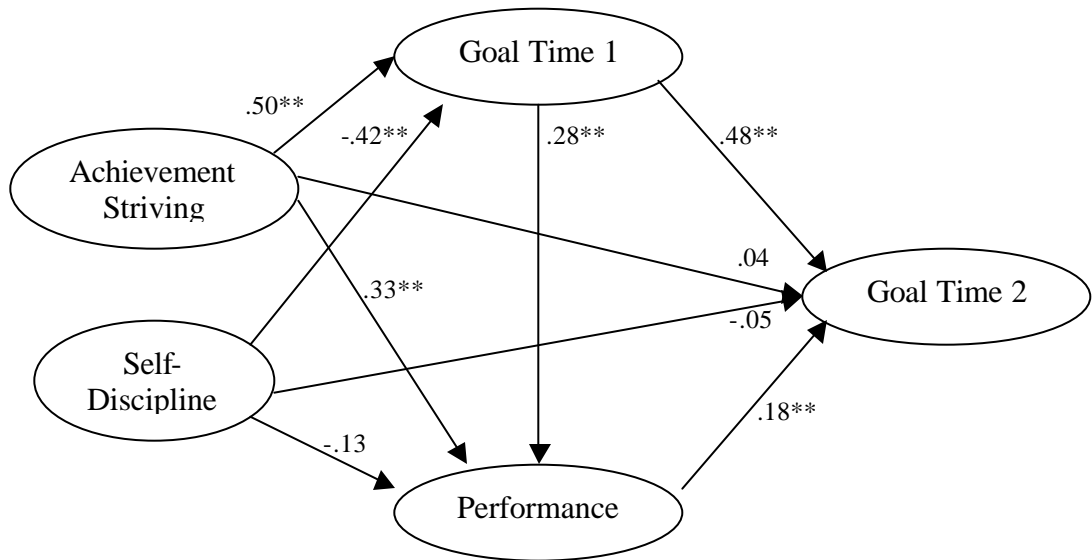 Goal Time 1
.50**
-.42**
.28**
.48**
Achievement
Striving
.04
.33**
Goal Time 2
-.05
Self-
Discipline
.18**
-.13
Performance